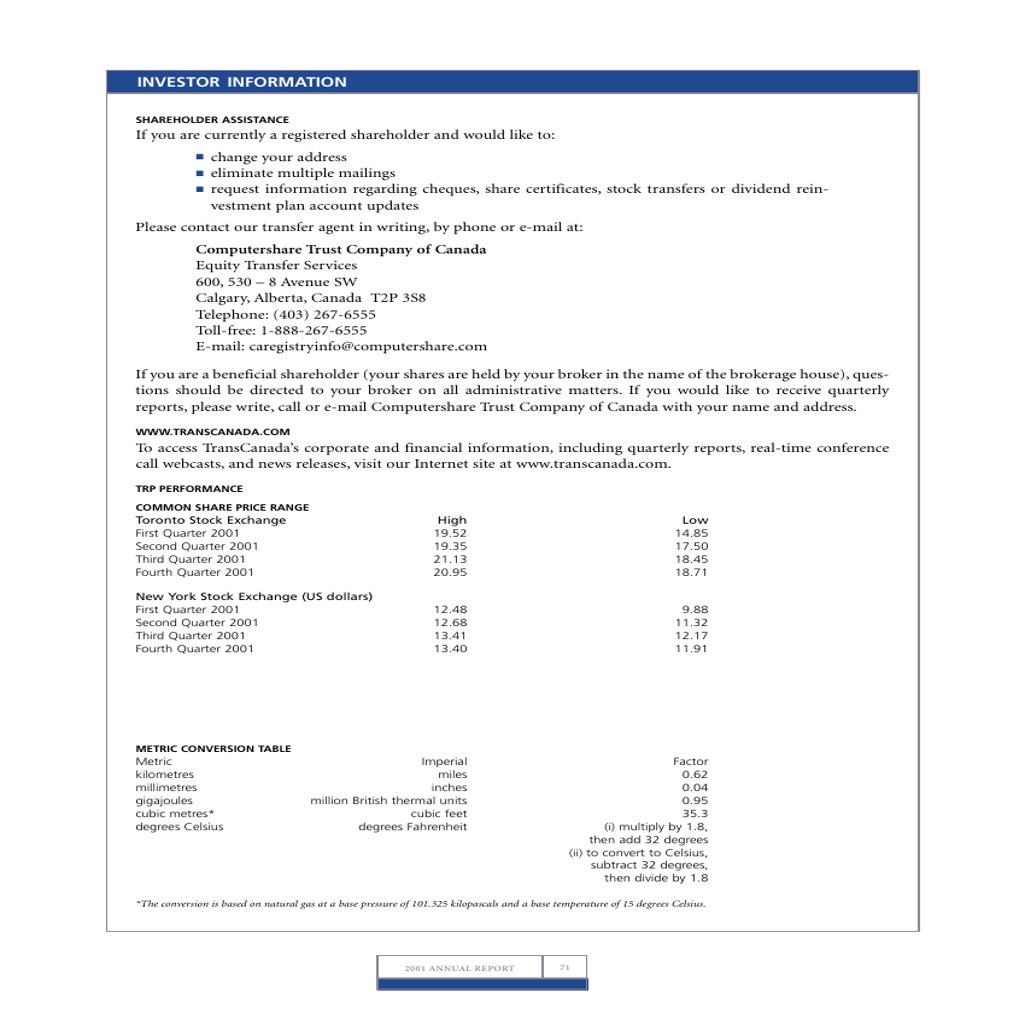 INVESTOR INFORMATION
SHAREHOLDER ASSISTANCE
If you are currently a registered shareholder and would like to:
■ change your address
■ eliminate multiple mailings
■ request information regarding cheques, share certificates, stock transfers or dividend rein-
vestment plan account updates
Please contact our transfer agent in writing, by phone or e-mail at:
Computershare Trust Company of Canada
Equity Transfer Services
600, 530 – 8 Avenue SW
Calgary, Alberta, Canada T2P 3S8
Telephone: (403) 267-6555
Toll-free: 1-888-267-6555
E-mail: caregistryinfo@computershare.com
If you are a beneficial shareholder (your shares are held by your broker in the name of the brokerage house), ques-
tions should be directed to your broker on all administrative matters. If you would like to receive quarterly
reports, please write, call or e-mail Computershare Trust Company of Canada with your name and address.
WWW.TRANSCANADA.COM
To access TransCanada's corporate and financial information, including quarterly reports, real-time conference
call webcasts, and news releases, visit our Internet site at www.transcanada.com.
TRP PERFORMANCE
COMMON SHARE PRICE RANGE
Toronto Stock Exchange High Low
First Quarter 2001 19.52 14.85
Second Quarter 2001 19.35 17.50
Third Quarter 2001 21.13 18.45
Fourth Quarter 2001 20.95 18.71
New York Stock Exchange (US dollars)
First Quarter 2001 12.48 9.88
Second Quarter 2001 12.68 11.32
Third Quarter 2001 13.41 12.17
Fourth Quarter 2001 13.40 11.91
METRIC CONVERSION TABLE
Metric Imperial Factor
kilometres miles 0.62
millimetres inches 0.04
gigajoules million British thermal units 0.95
cubic metres* cubic feet 35.3
degrees Celsius degrees Fahrenheit (i) multiply by 1.8,
then add 32 degrees
(ii) to convert to Celsius,
subtract 32 degrees,
then divide by 1.8
*The conversion is based on natural gas at a base pressure of 101.325 kilopascals and a base temperature of 15 degrees Celsius.
2001 ANNUAL REPORT 71